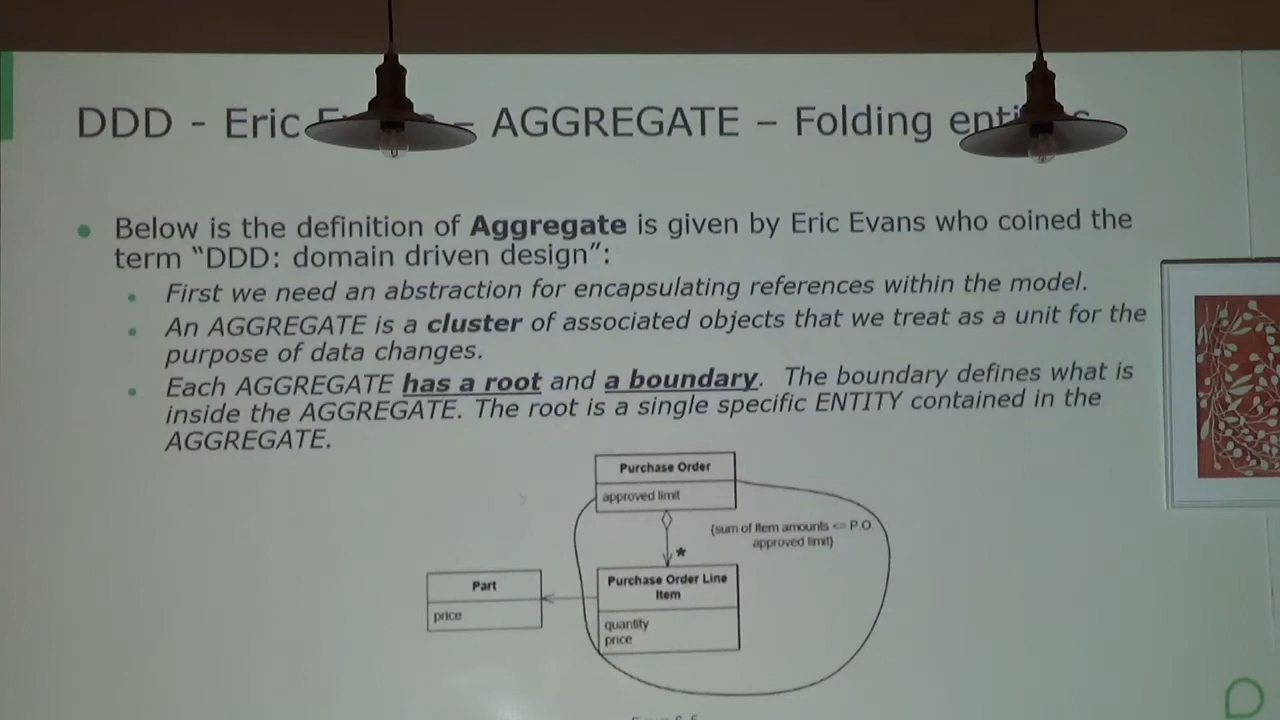 DDD - Eric – AGGREGATE – Folding
Below is the definition of Aggregate is given by Eric Evans who coined the
term “DDD: domain driven design”:
First we need an abstraction for encapsulating references within the model.
An AGGREGATE is a cluster of associated objects that we treat as a unit for the
purpose of data changes.
Each AGGREGATE has a root and a boundary. The boundary defines what is
inside the AGGREGATE. The root is a single specific ENTITY contained in the
AGGREGATE.
Purchase Order
approved limit
{sum of Item amounts <= P.O.
approved limit}
*
Part
price
Purchase Order Line
Item
quantity
price